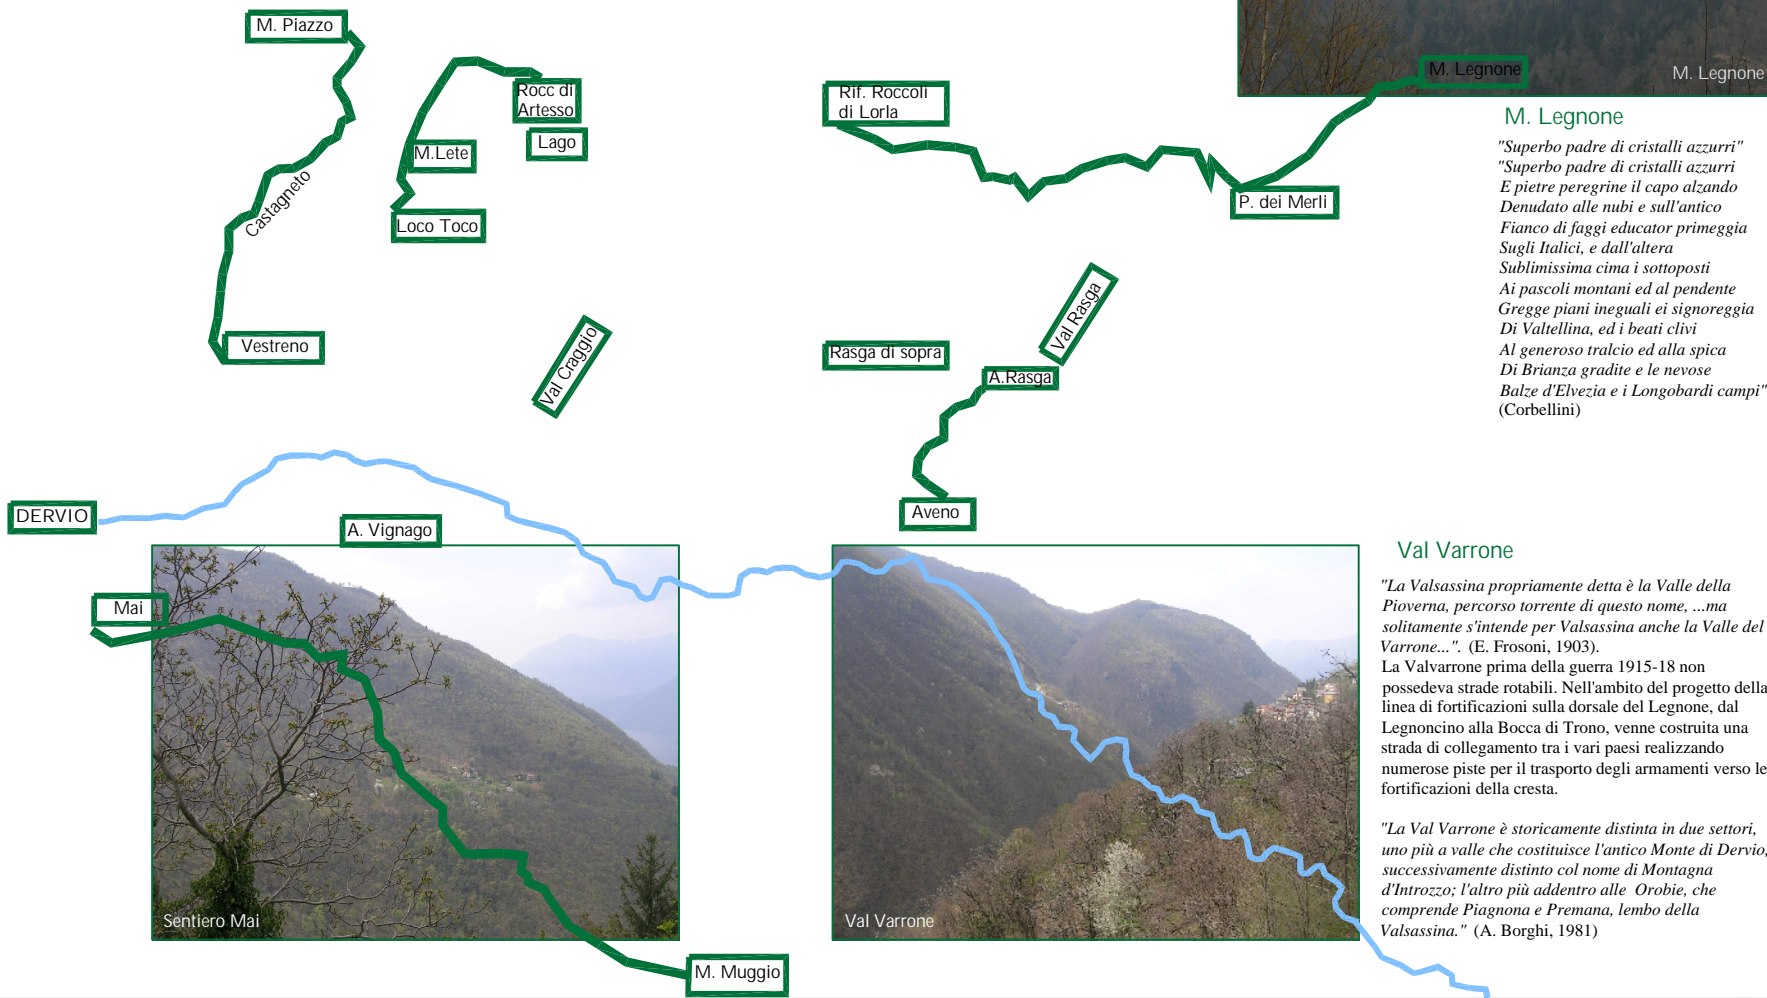 M. Piazzo
Rocc di
Artesso
Lago
M.Lete
Loco Toco
Castagneto
Vestreno
Val Craggio
Rif. Roccoli
di Lorla
P. dei Merli
M. Legnone
M. Legnone
M. Legnone
"Superbo padre di cristalli azzurri"
"Superbo padre di cristalli azzurri
E pietre peregrine il capo alzando
Denudato alle nubi e sull'antico
Fianco di faggi educator primeggia
Sugli Italici, e dall'altera
Sublimissima cima i sottoposti
Ai pascoli montani ed al pendente
Gregge piani ineguali ei signoreggia
Di Valtellina, ed i beati clivi
Al generoso tralcio ed alla spica
Di Brianza gradite e le nevose
Balze d'Elvezia e i Longobardi campi"
(Corbellini)
Val Rasga
Rasga di sopra
A.Rasga
Aveno
DERVIO
A. Vignago
Mai
Sentiero Mai
M. Muggio
Val Varrone
Val Varrone
"La Valsassina propriamente detta è la Valle della
Pioverna, percorso torrente di questo nome, ...ma
solitamente s'intende per Valsassina anche la Valle del
Varrone...". (E. Frosoni, 1903).
La Valvarrone prima della guerra 1915-18 non
possedeva strade rotabili. Nell'ambito del progetto della
linea di fortificazioni sulla dorsale del Legnone, dal
Legnoncino alla Bocca di Trono, venne costruita una
strada di collegamento tra i vari paesi realizzando
numerose piste per il trasporto degli armamenti verso le
fortificazioni della cresta.
"La Val Varrone è storicamente distinta in due settori,
uno più a valle che costituisce l'antico Monte di Dervio,
successivamente distinto col nome di Montagna
d'Introzzo; l'altro più addentro alle Orobie, che
comprende Piagnona e Premana, lembo della
Valsassina." (A. Borghi, 1981)